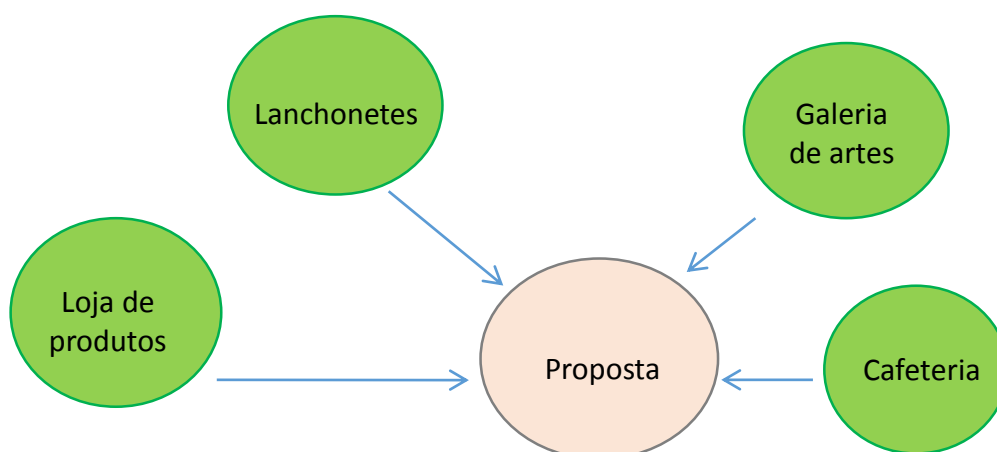 Lanchonetes
Galeria
de artes
Loja de
produtos
Proposta
Cafeteria